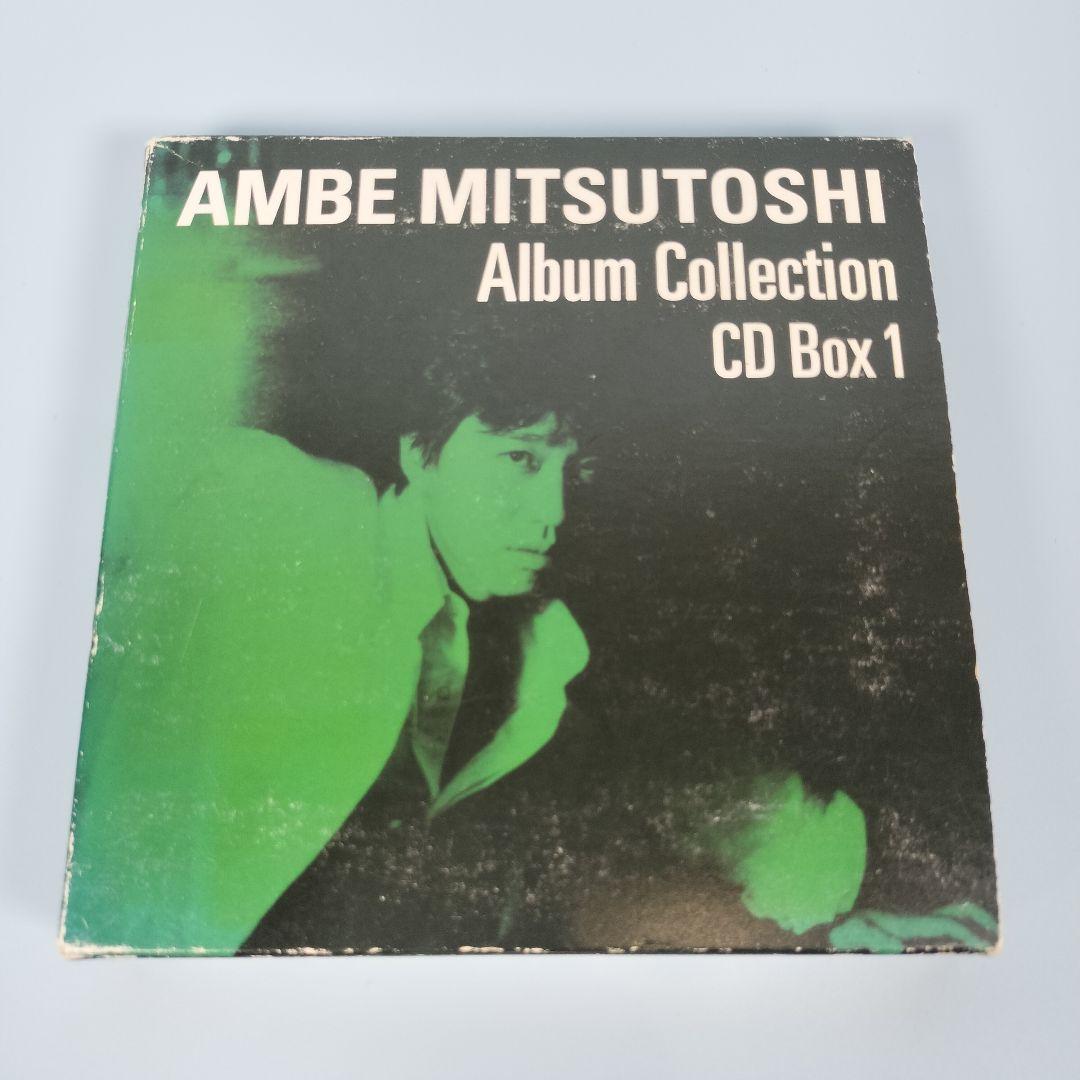 AMBE MITSUTOSHI
Album Collection
CD Box 1